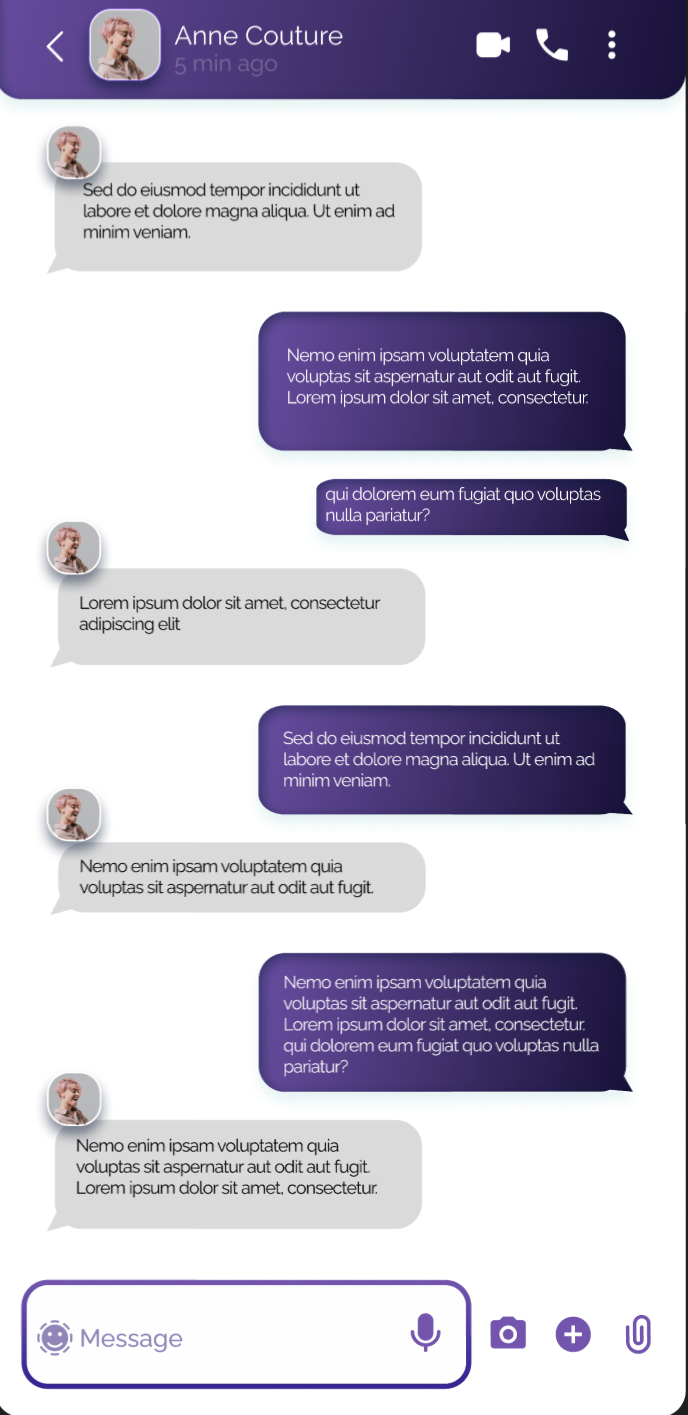 Anne Couture
5 min ago
Sed do eiusmod tempor incididunt ut
labore et dolore magna aliqua. Ut enim ad
minim veniam.
Nemo enim ipsam voluptatem quia
voluptas sit aspernatur aut odit aut fugit.
Lorem ipsum dolor sit amet, consectetur.
qui dolorem eum fugiat quo voluptas
nulla pariatur?
Lorem ipsum dolor sit amet, consectetur
adipiscing elit
Sed do eiusmod tempor incididunt ut
labore et dolore magna aliqua. Ut enim ad
minim veniam.
Nemo enim ipsam voluptatem quia
voluptas sit aspernatur aut odit aut fugit.
Nemo enim ipsam voluptatem quia
voluptas sit aspernatur aut odit aut fugit.
Lorem ipsum dolor sit amet, consectetur.
qui dolorem eum fugiat quo voluptas nulla
pariatur?
Nemo enim ipsam voluptatem quia
voluptas sit aspernatur aut odit aut fugit.
Lorem ipsum dolor sit amet, consectetur.
Message